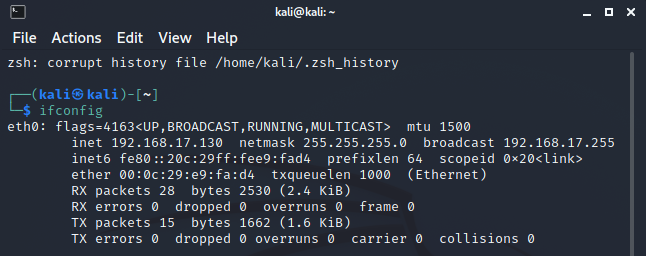 kali@kali: ~
File Actions Edit View Help
zsh: corrupt history file /home/kali/.zsh_history
┌──(kali㉿kali)-[~]
└─$ ifconfig
eth0: flags=4163<UP,BROADCAST,RUNNING,MULTICAST>  mtu 1500
        inet 192.168.17.130  netmask 255.255.255.0  broadcast 192.168.17.255
        inet6 fe80::20c:29ff:fee9:fad4  prefixlen 64  scopeid 0×20<link>
        ether 00:0c:29:e9:fa:d4  txqueuelen 1000  (Ethernet)
        RX packets 28  bytes 2530 (2.4 KiB)
        RX errors 0  dropped 0  overruns 0  frame 0
        TX packets 15  bytes 1662 (1.6 KiB)
        TX errors 0  dropped 0 overruns 0  carrier 0  collisions 0